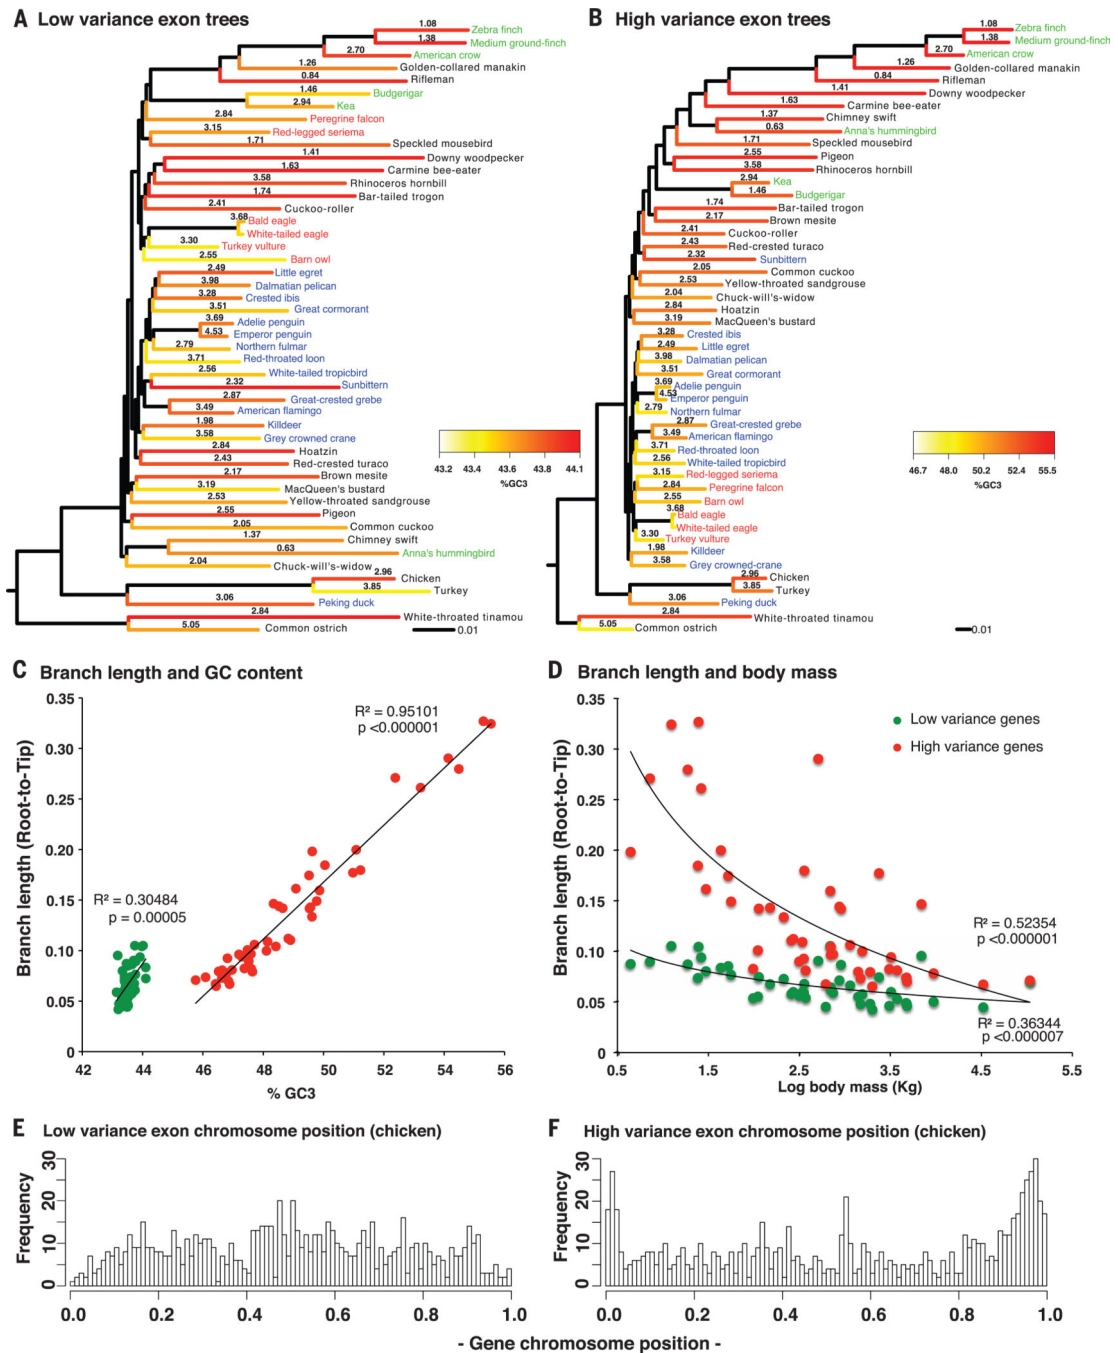 A Low variance exon trees
1.08
Zebra finch
1.38
Medium ground-finch
2.70
American crow
1.26
Golden-collared manakin
0.84
Rifleman
1.46
Budgerigar
2.94
Kea
2.84
Peregrine falcon
3.15
Red-legged seriema
1.71
Speckled mousebird
1.41
Downy woodpecker
1.63
Carmine bee-eater
3.58
Rhinoceros hornbill
1.74
Bar-tailed trogon
2.41
Cuckoo-roller
3.68
Bald eagle
White-tailed eagle
3.30
Turkey vulture
2.55
Barn owl
2.49
Little egret
3.98
Dalmatian pelican
3.28
Crested ibis
3.51
Great cormorant
3.69
Adelie penguin
4.53
Emperor penguin
2.79
Northern fulmar
3.71
Red-throated loon
2.56
White-tailed tropicbird
2.32
Sunbittern
2.87
Great-crested grebe
3.49
American flamingo
1.98
Killdeer
3.58
Grey crowned crane
2.84
Hoatzin
2.43
Red-crested turaco
2.17
Brown mesite
3.19
MacQueen's bustard
2.53
Yellow-throated sandgrouse
2.55
Pigeon
2.05
Common cuckoo
1.37
Chimney swift
0.63
Anna's hummingbird
2.04
Chuck-will's-widow
2.96
Chicken
3.85
Turkey
3.06
Peking duck
2.84
White-throated tinamou
5.05
Common ostrich
0.01
43.2 43.4 43.6 43.8 44.1
%GC3
B High variance exon trees
1.08
Zebra finch
1.38
Medium ground-finch
2.70
American crow
1.26
Golden-collared manakin
0.84
Rifleman
1.41
Downy woodpecker
1.63
Carmine bee-eater
1.37
Chimney swift
0.63
Anna's hummingbird
1.71
Speckled mousebird
2.55
Pigeon
3.58
Rhinoceros hornbill
2.94
Kea
1.46
Budgerigar
1.74
Bar-tailed trogon
2.17
Brown mesite
2.41
Cuckoo-roller
2.43
Red-crested turaco
2.32
Sunbittern
2.05
Common cuckoo
2.53
Yellow-throated sandgrouse
2.04
Chuck-will's-widow
2.84
Hoatzin
3.19
MacQueen's bustard
3.28
Crested ibis
2.49
Little egret
3.98
Dalmatian pelican
3.51
Great cormorant
3.69
Adelie penguin
4.53
Emperor penguin
2.79
Northern fulmar
2.87
Great-crested grebe
3.49
American flamingo
3.71
Red-throated loon
2.56
White-tailed tropicbird
3.15
Red-legged seriema
2.84
Peregrine falcon
2.55
Barn owl
3.68
Bald eagle
White-tailed eagle
3.30
Turkey vulture
1.98
Killdeer
3.58
Grey crowned-crane
2.96
Chicken
3.85
Turkey
3.06
Peking duck
2.84
White-throated tinamou
5.05
Common ostrich
0.01
46.7 48.0 50.2 52.4 55.5
%GC3
C Branch length and GC content
Branch length (Root-to-Tip)
0.35
0.30
0.25
0.20
0.15
0.10
0.05
0
R² = 0.95101
p <0.000001
R² = 0.30484
p = 0.00005
42 44 46 48 50 52 54 56
% GC3
D Branch length and body mass
Branch length (Root-to-Tip)
0.35
0.30
0.25
0.20
0.15
0.10
0.05
0
Low variance genes
High variance genes
R² = 0.52354
p <0.000001
R² = 0.36344
p <0.000007
0.5 1.5 2.5 3.5 4.5 5.5
Log body mass (Kg)
E Low variance exon chromosome position (chicken)
Frequency
30
20
10
0
0.0 0.2 0.4 0.6 0.8 1.0
F High variance exon chromosome position (chicken)
Frequency
30
20
10
0
0.0 0.2 0.4 0.6 0.8 1.0
- Gene chromosome position -